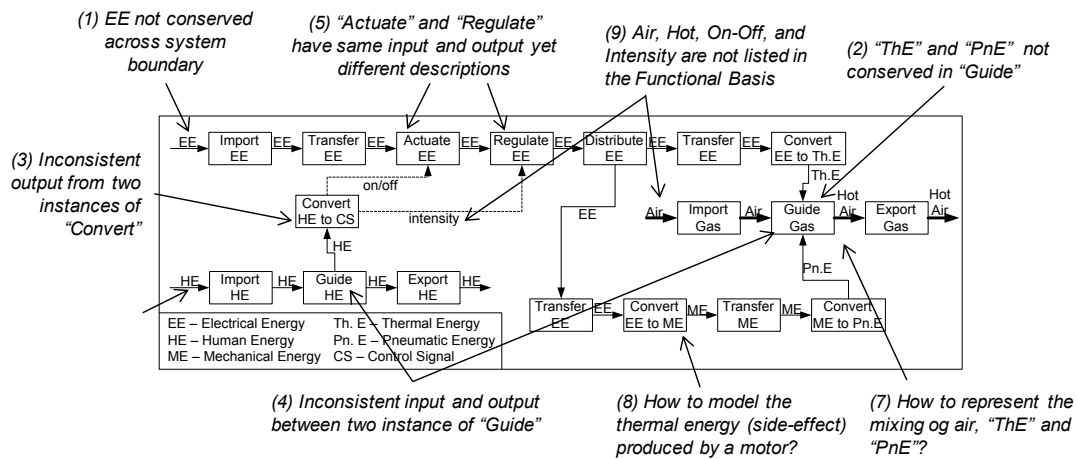 (1) EE not conserved
across system
boundary
(5) “Actuate” and “Regulate”
have same input and output yet
different descriptions
(9) Air, Hot, On-Off, and
Intensity are not listed in
the Functional Basis
(2) “ThE” and “PnE” not
conserved in “Guide”
(3) Inconsistent
output from two
instances of
“Convert”
EE
Import
EE
EE
Transfer
EE
EE
Actuate
EE
EE
Regulate
EE
EE
Distribute
EE
EE
Transfer
EE
EE
Convert
EE to Th.E
Th.E
on/off
Convert
HE to CS
intensity
EE
Air
Import
Gas
Air
Guide
Gas
Hot
Air
Export
Gas
Hot
Air
HE
Pn.E
HE
Import
HE
HE
Guide
HE
HE
Export
HE
HE
Transfer
EE
EE
Convert
EE to ME
ME
Transfer
ME
ME
Convert
ME to Pn.E
EE – Electrical Energy
Th. E – Thermal Energy
HE – Human Energy
Pn. E – Pneumatic Energy
ME – Mechanical Energy
CS – Control Signal
(4) Inconsistent input and output
between two instance of “Guide”
(8) How to model the
thermal energy (side-effect)
produced by a motor?
(7) How to represent the
mixing og air, “ThE” and
“PnE”?